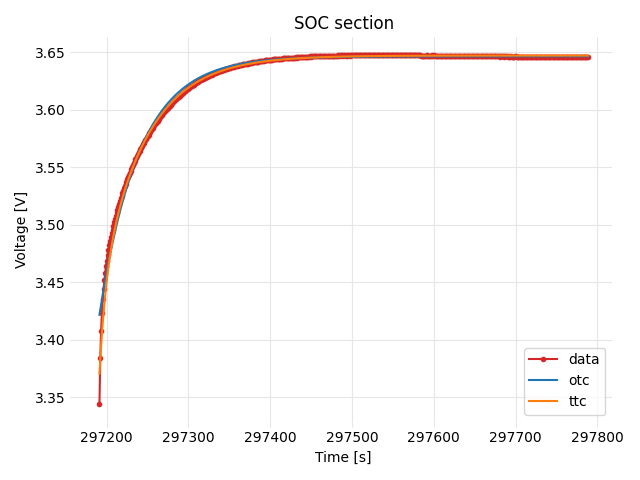 SOC section
Voltage [V]
3.65
3.60
3.55
3.50
3.45
3.40
3.35
data
otc
ttc
297200 297300 297400 297500 297600 297700 297800
Time [s]